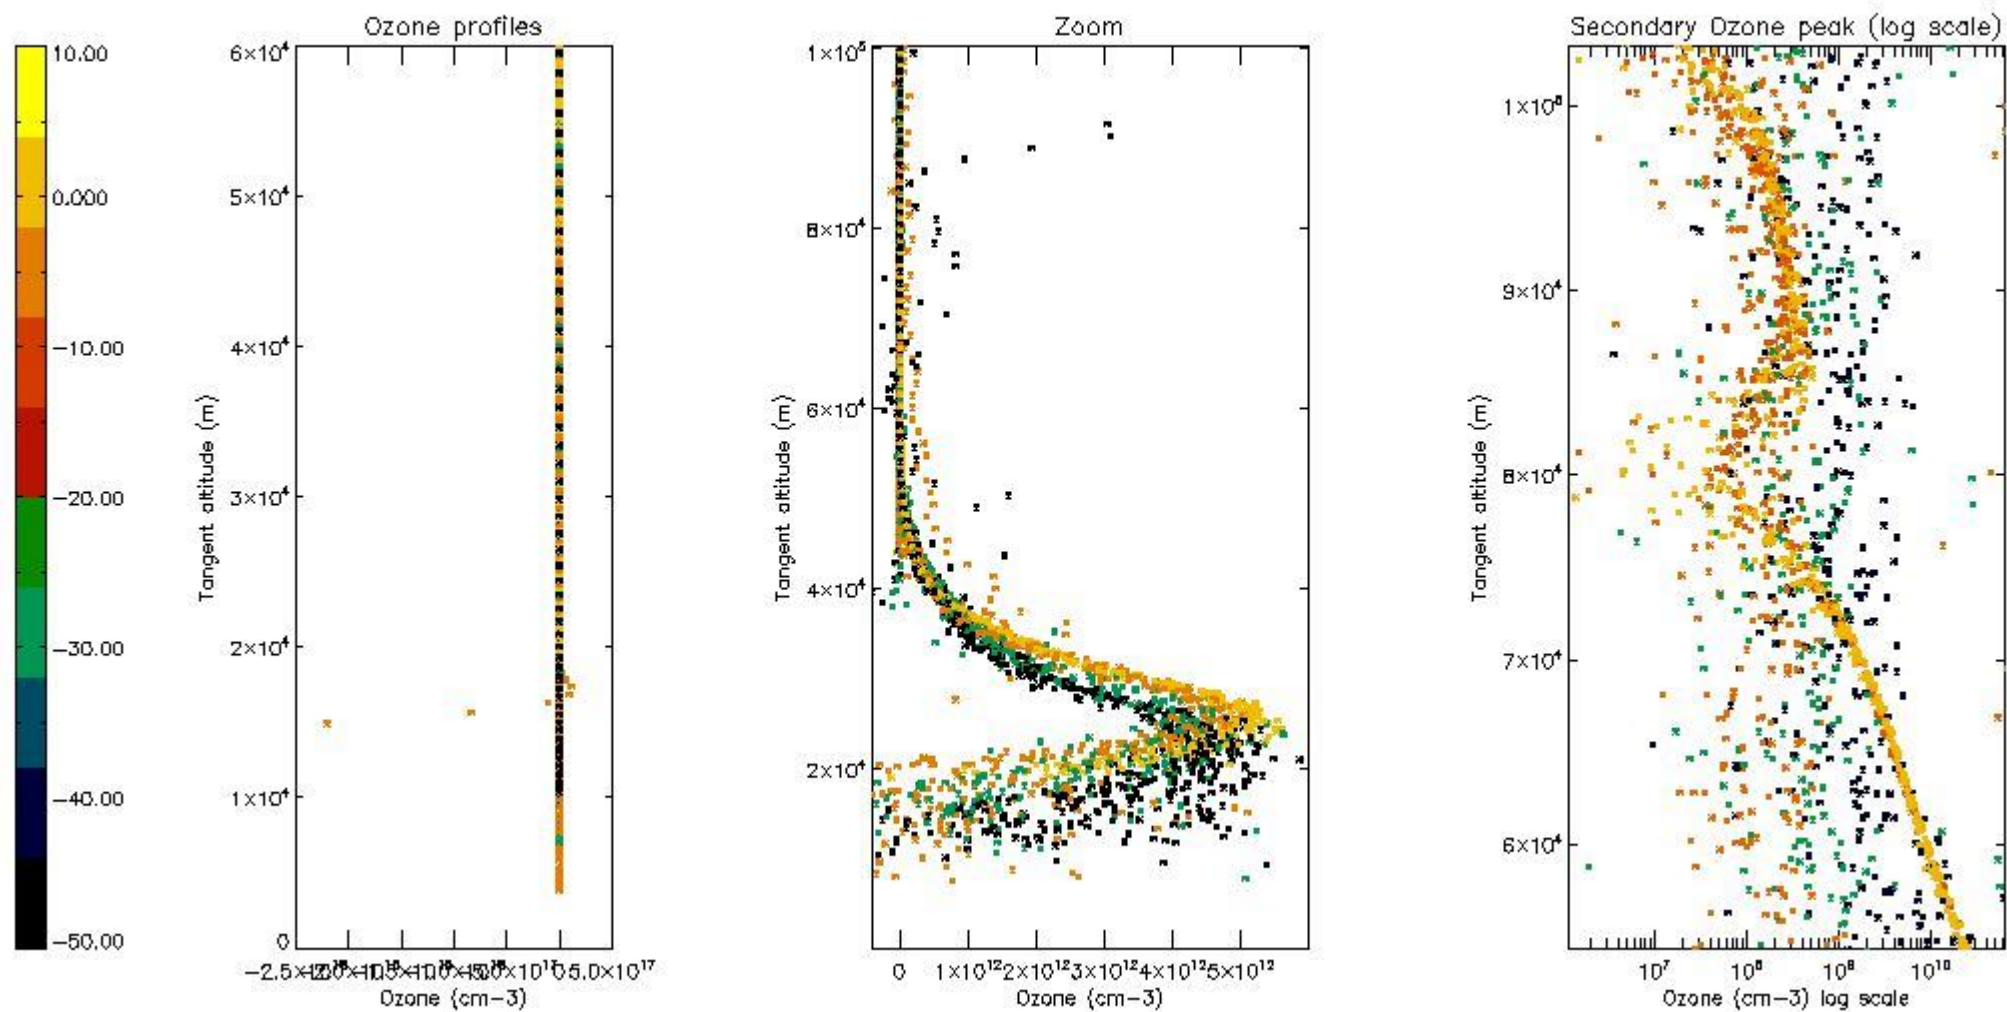 Ozone profiles
Zoom
Secondary Ozone peak (log scale)
10.00
0.000
−10.00
−20.00
−30.00
−40.00
−50.00
6×10⁴
5×10⁴
4×10⁴
3×10⁴
2×10⁴
1×10⁴
0
Tangent altitude (m)
5.0×10¹⁷
Ozone (cm−3)
1×10⁵
8×10⁴
6×10⁴
4×10⁴
2×10⁴
Tangent altitude (m)
0 1×10¹² 2×10¹² 3×10¹² 4×10¹² 5×10¹²
Ozone (cm−3)
9×10⁴
8×10⁴
7×10⁴
6×10⁴
Tangent altitude (m)
10⁷ 10⁸ 10⁹ 10¹⁰
Ozone (cm−3) log scale